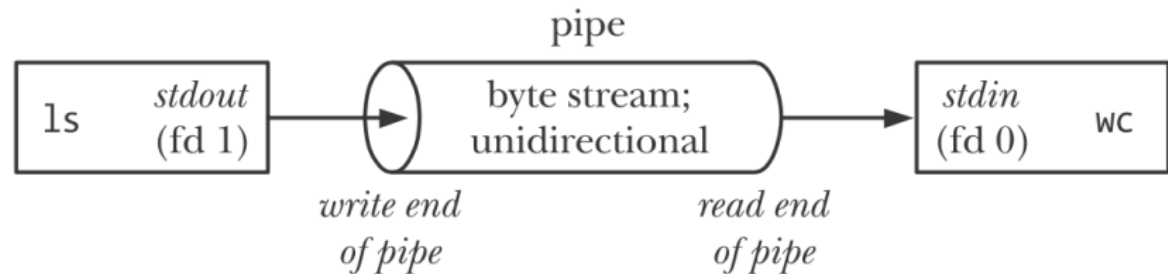 pipe
ls
stdout
(fd 1)
byte stream;
unidirectional
stdin
(fd 0)
wc
write end
of pipe
read end
of pipe